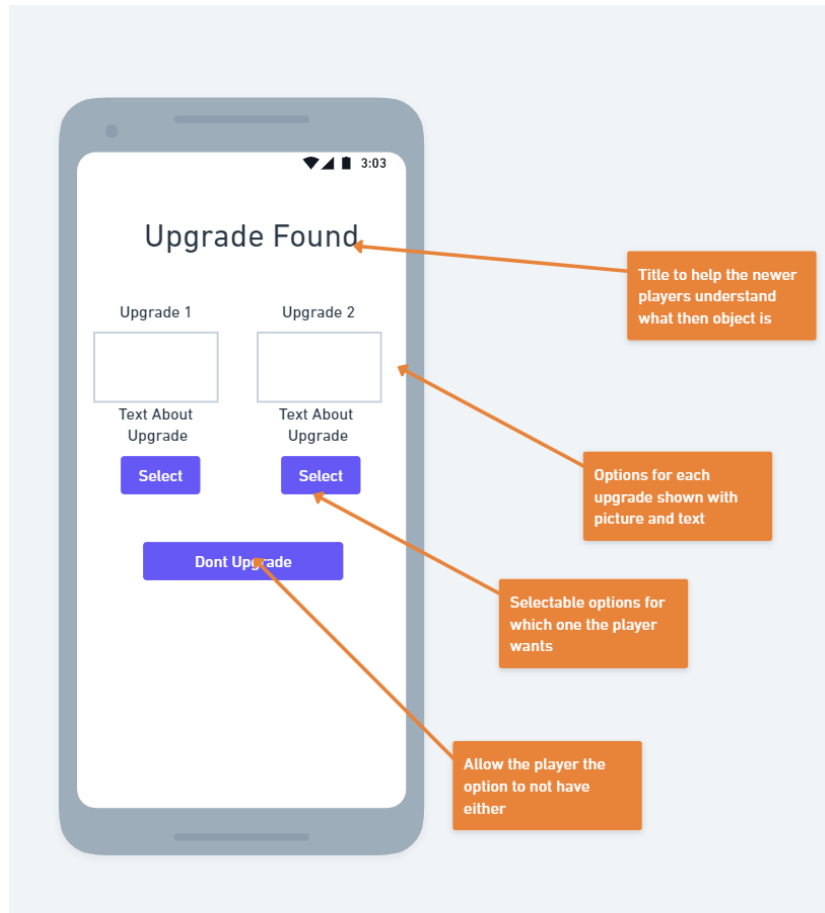 3:03
Upgrade Found
Title to help the newer
players understand
what then object is
Upgrade 1
Upgrade 2
Text About
Upgrade
Text About
Upgrade
Select
Select
Options for each
upgrade shown with
picture and text
Dont Upgrade
Selectable options for
which one the player
wants
Allow the player the
option to not have
either